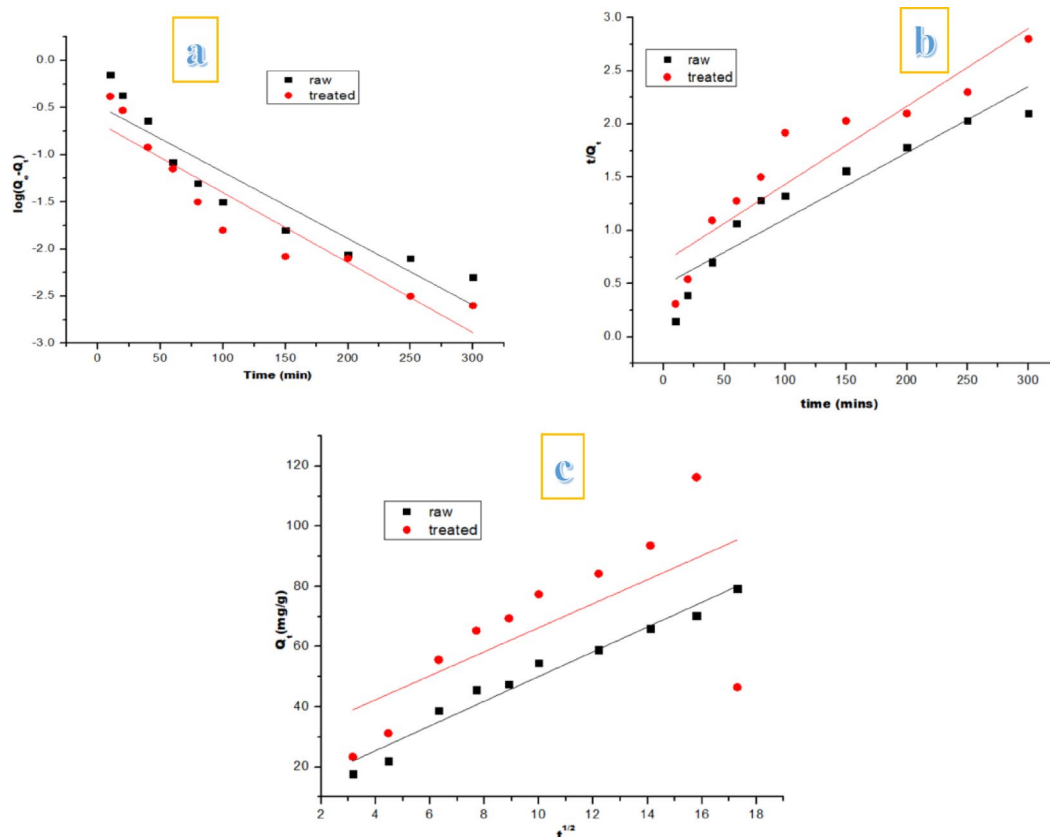 a
0.0
-0.5
-1.0
-1.5
-2.0
-2.5
-3.0
log(Qe-Qt)
raw
treated
0 50 100 150 200 250 300
Time (min)
b
3.0
2.5
2.0
1.5
1.0
0.5
0.0
t/Qt
raw
treated
0 50 100 150 200 250 300
time (mins)
c
120
100
80
60
40
20
Qt(mg/g)
raw
treated
2 4 6 8 10 12 14 16 18
t1/2